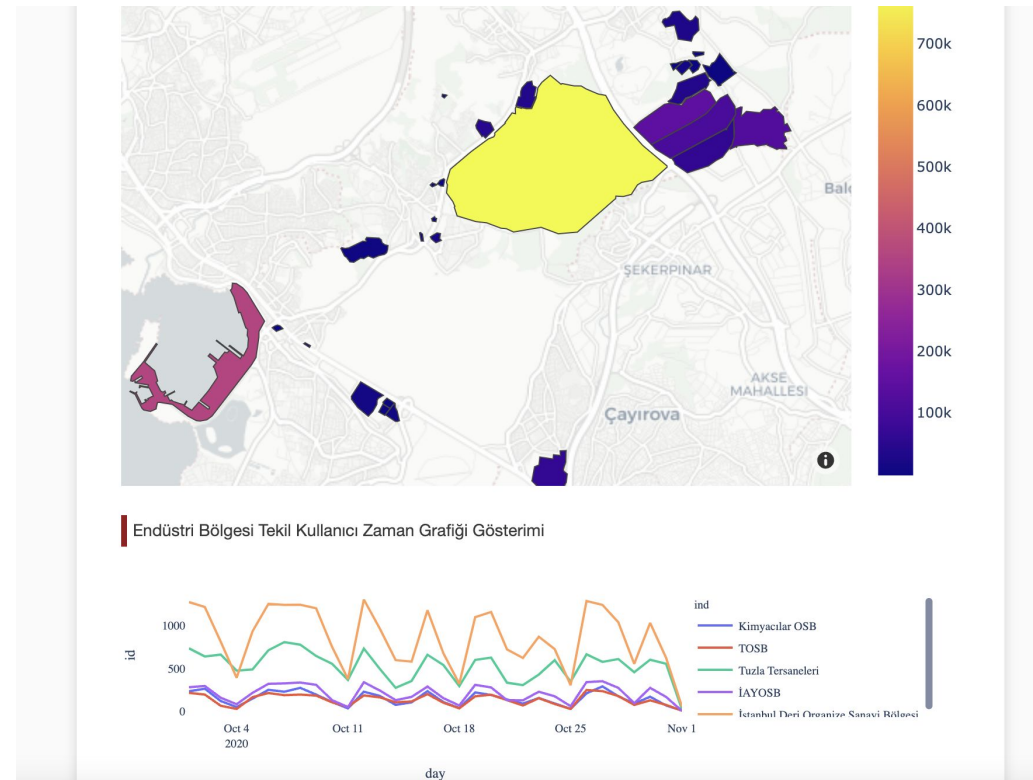 700k
600k
500k
400k
300k
200k
100k
ŞEKERPINAR
AKSE
MAHALLESİ
Çayırova
Endüstri Bölgesi Tekil Kullanıcı Zaman Grafiği Gösterimi
ind
Kimyacılar OSB
TOSB
Tuzla Tersaneleri
İAYOSB
İstanbul Deri Organize Sanayi Bölgesi
id
1000
500
0
Oct 4
2020
Oct 11
Oct 18
Oct 25
Nov 1
day